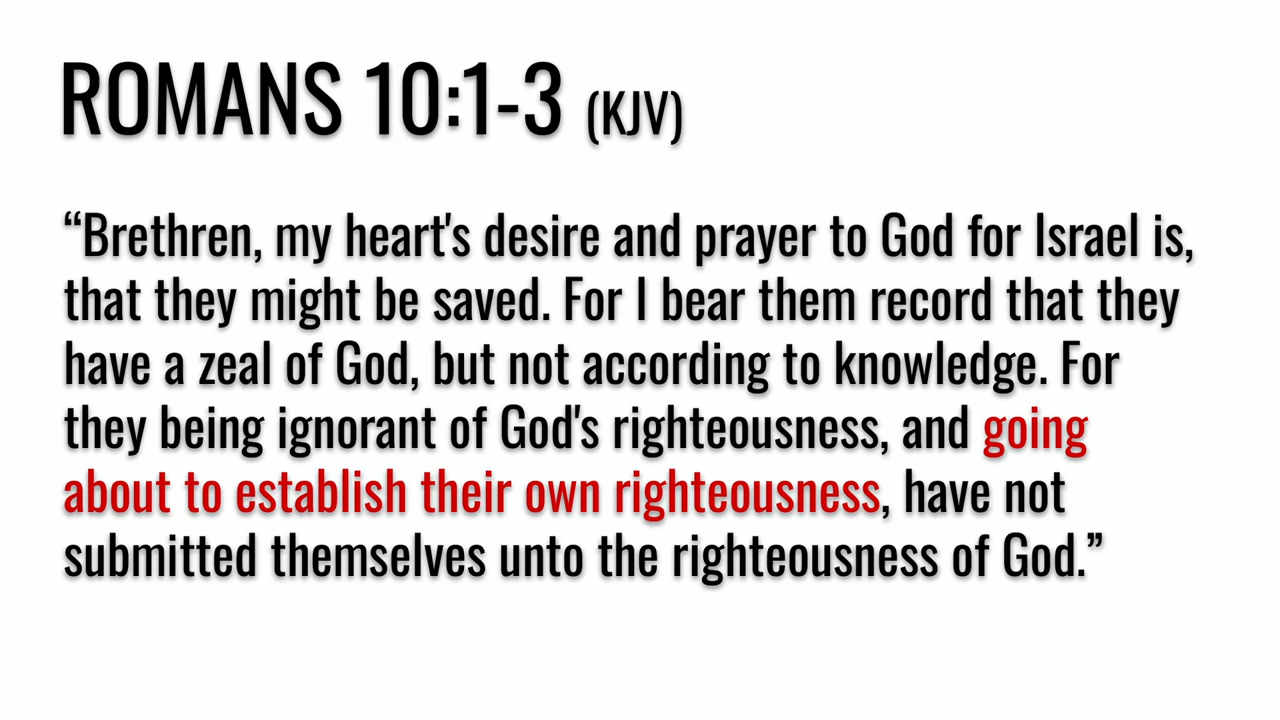 ROMANS 10:1-3 (KJV)
“Brethren, my heart's desire and prayer to God for Israel is,
that they might be saved. For I bear them record that they
have a zeal of God, but not according to knowledge. For
they being ignorant of God's righteousness, and going
about to establish their own righteousness, have not
submitted themselves unto the righteousness of God.”